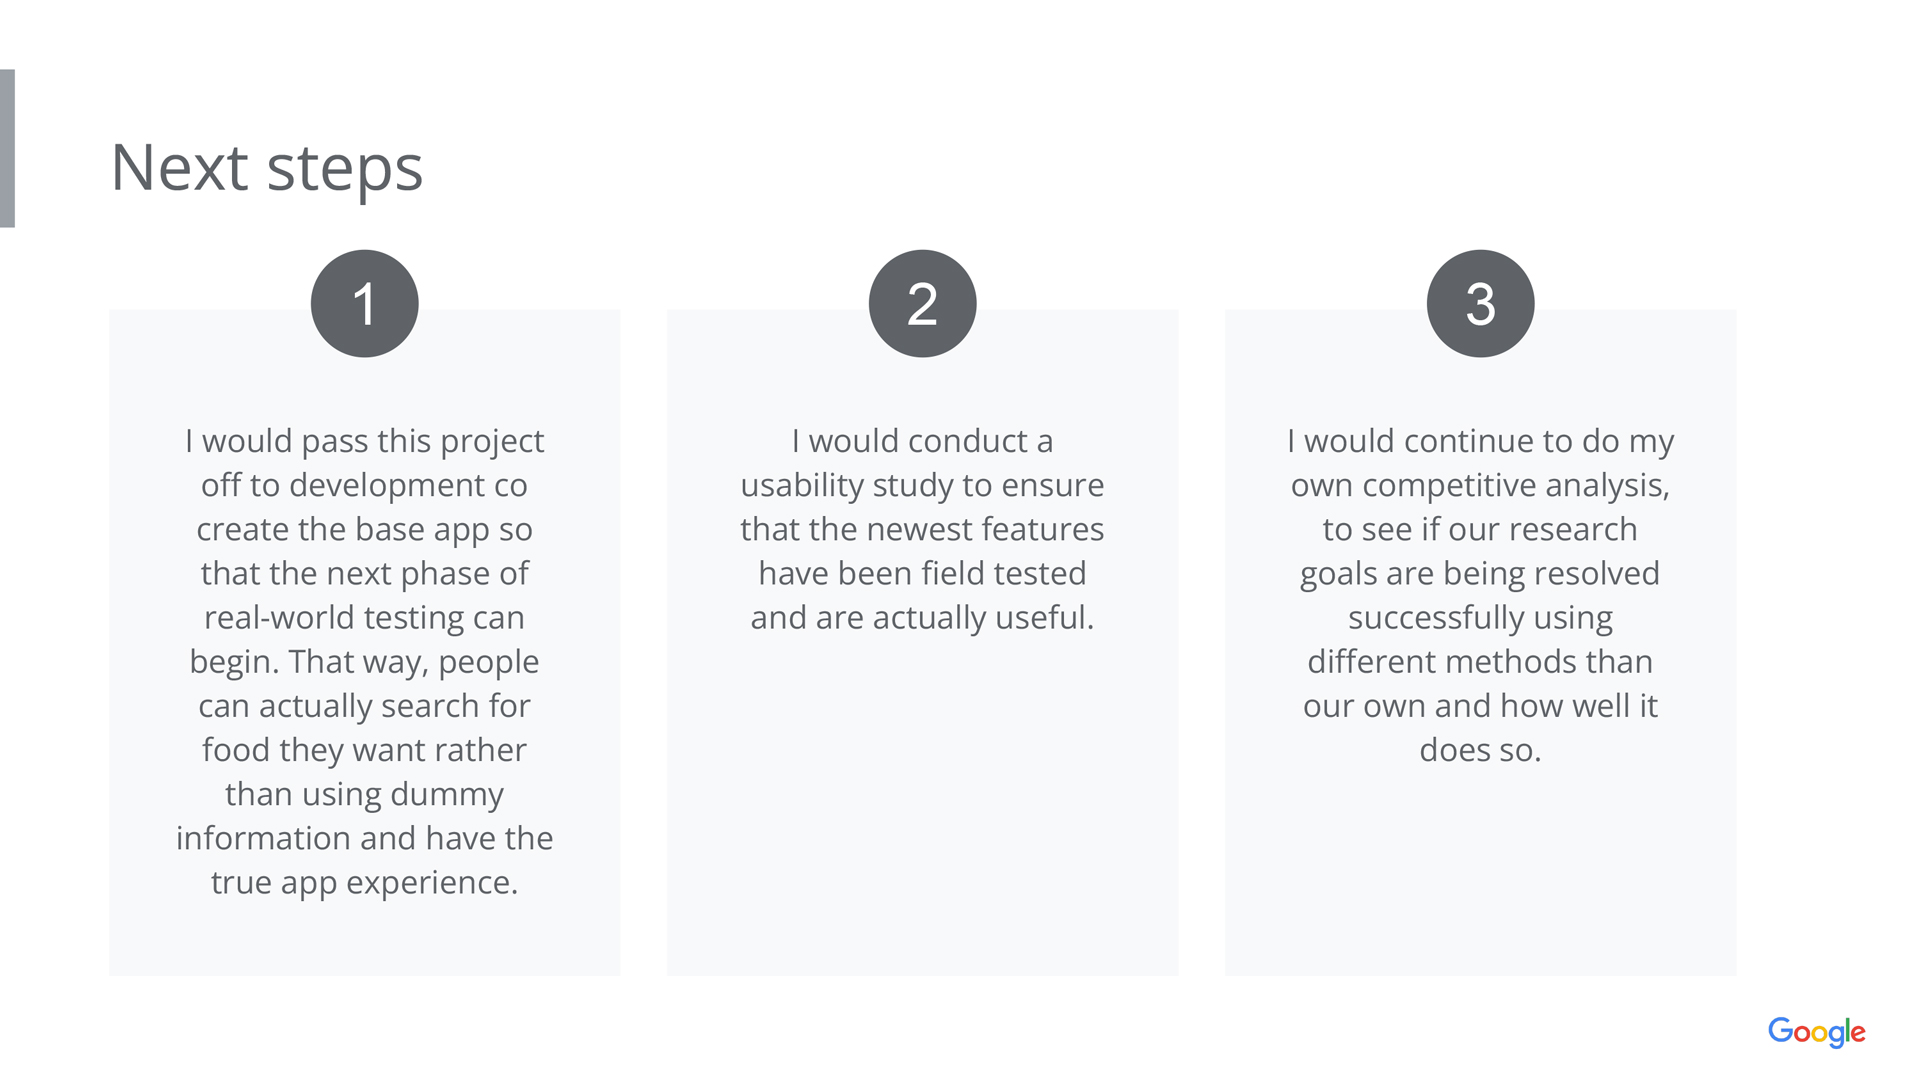 Next steps
1
I would pass this project
off to development co
create the base app so
that the next phase of
real-world testing can
begin. That way, people
can actually search for
food they want rather
than using dummy
information and have the
true app experience.
2
I would conduct a
usability study to ensure
that the newest features
have been field tested
and are actually useful.
3
I would continue to do my
own competitive analysis,
to see if our research
goals are being resolved
successfully using
different methods than
our own and how well it
does so.
Google